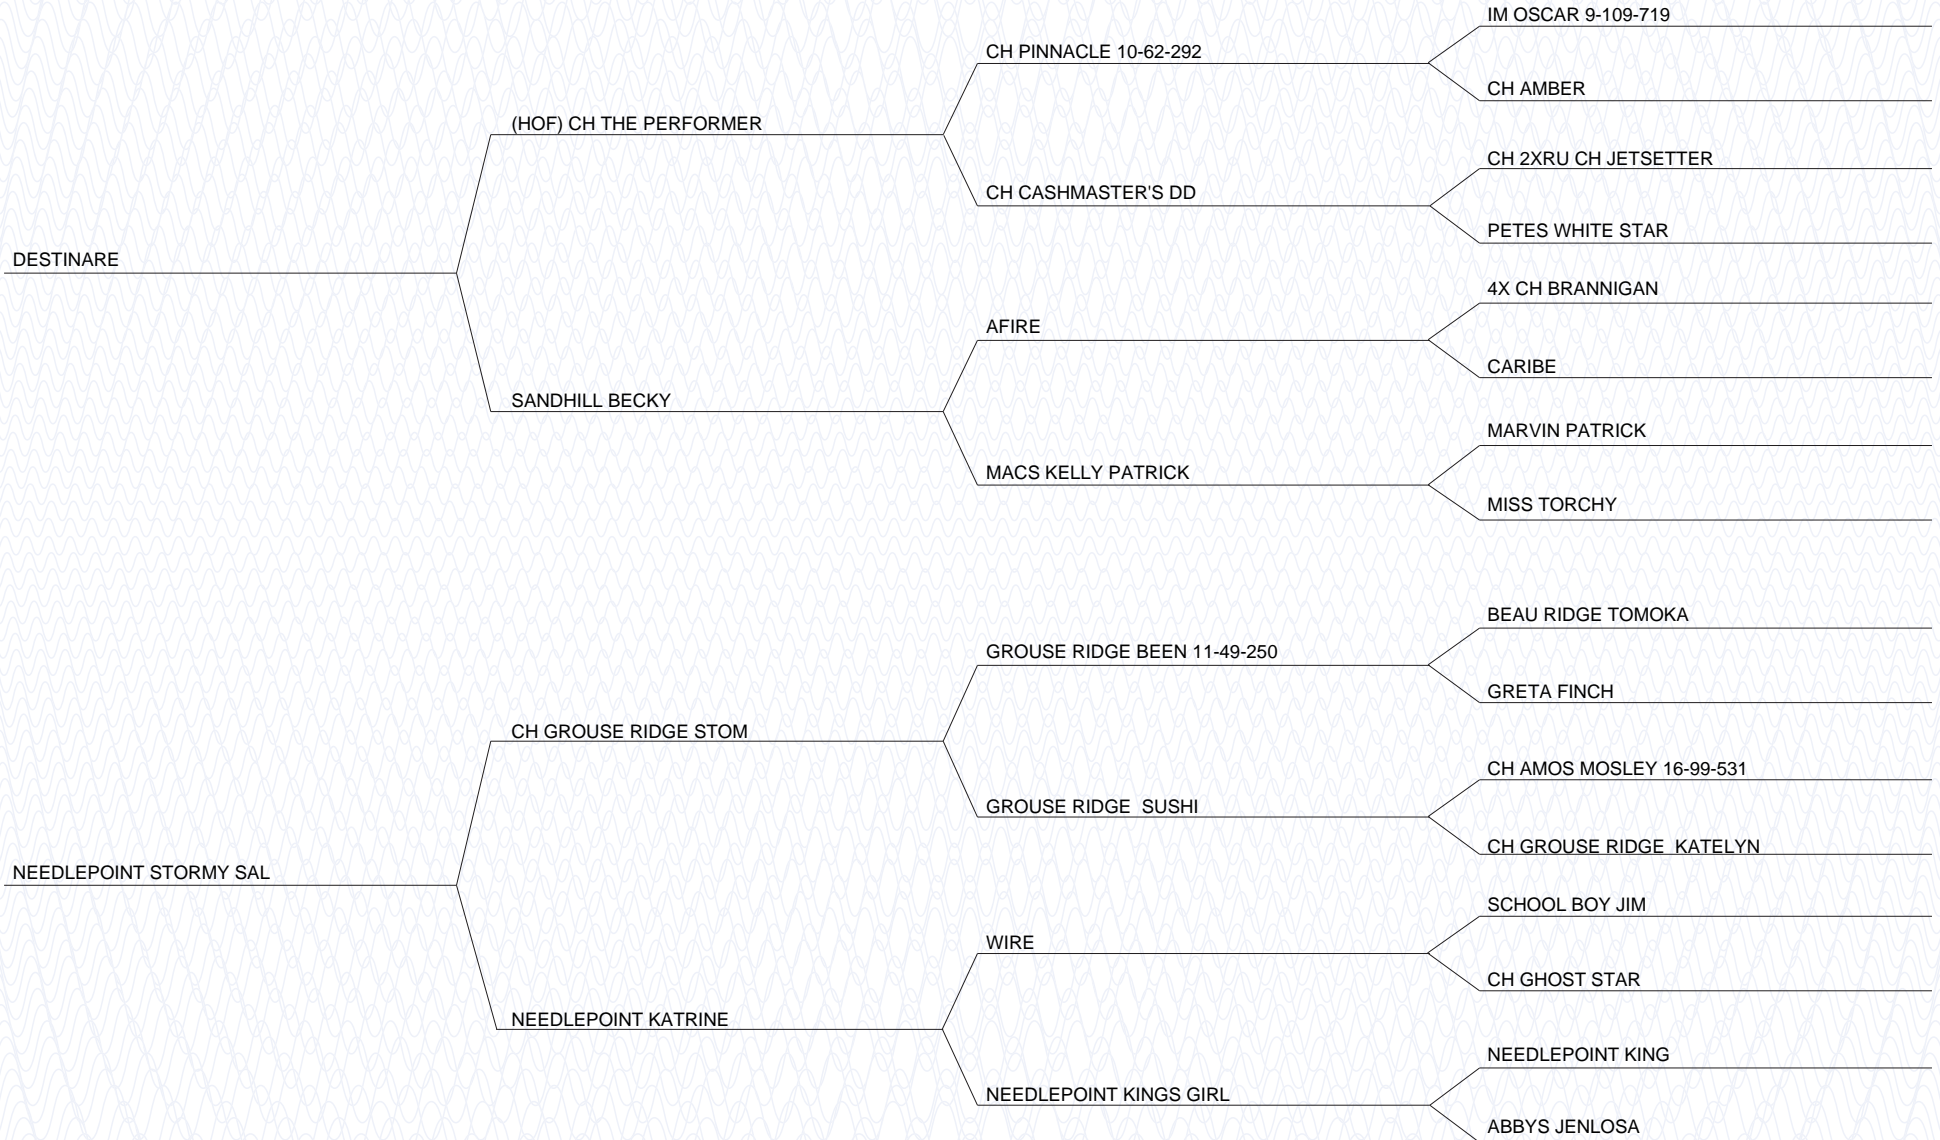 IM OSCAR 9-109-719
CH PINNACLE 10-62-292
CH AMBER
(HOF) CH THE PERFORMER
CH 2XRU CH JETSETTER
CH CASHMASTER'S DD
PETES WHITE STAR
DESTINARE
4X CH BRANNIGAN
AFIRE
CARIBE
SANDHILL BECKY
MARVIN PATRICK
MACS KELLY PATRICK
MISS TORCHY
BEAU RIDGE TOMOKA
GROUSE RIDGE BEEN 11-49-250
GRETA FINCH
CH GROUSE RIDGE STOM
CH AMOS MOSLEY 16-99-531
GROUSE RIDGE  SUSHI
CH GROUSE RIDGE  KATELYN
NEEDLEPOINT STORMY SAL
SCHOOL BOY JIM
WIRE
CH GHOST STAR
NEEDLEPOINT KATRINE
NEEDLEPOINT KING
NEEDLEPOINT KINGS GIRL
ABBYS JENLOSA